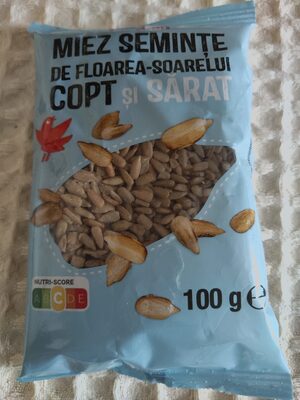 MIEZ SEMINȚE
DE FLOAREA-SOARELUI
COPT ȘI SĂRAT
NUTRI-SCORE
A B C D E
100 g e